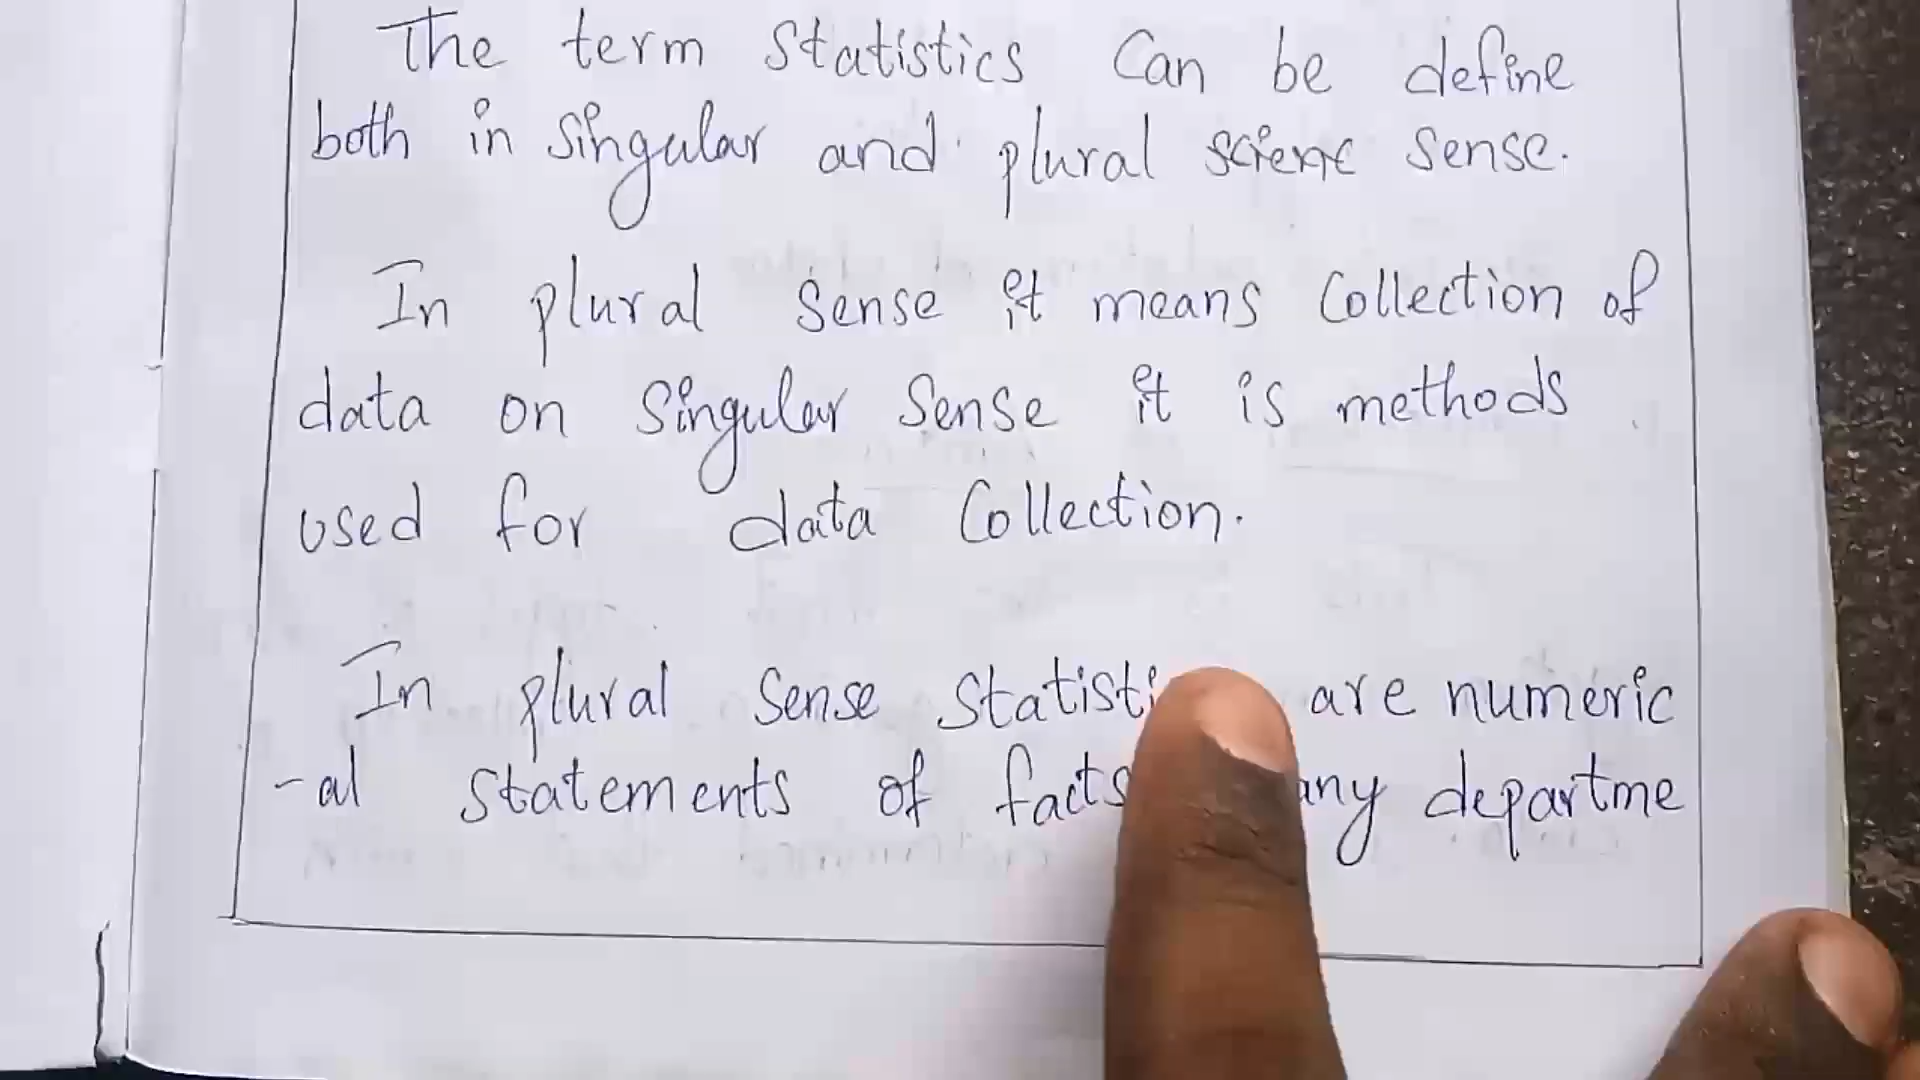 The term Statistics Can be define
both in Singular and plural science sense.
In plural Sense it means Collection of
data on Singular Sense it is methods
used for data Collection.
In plural Sense are numeric
-al Statements of facts departme